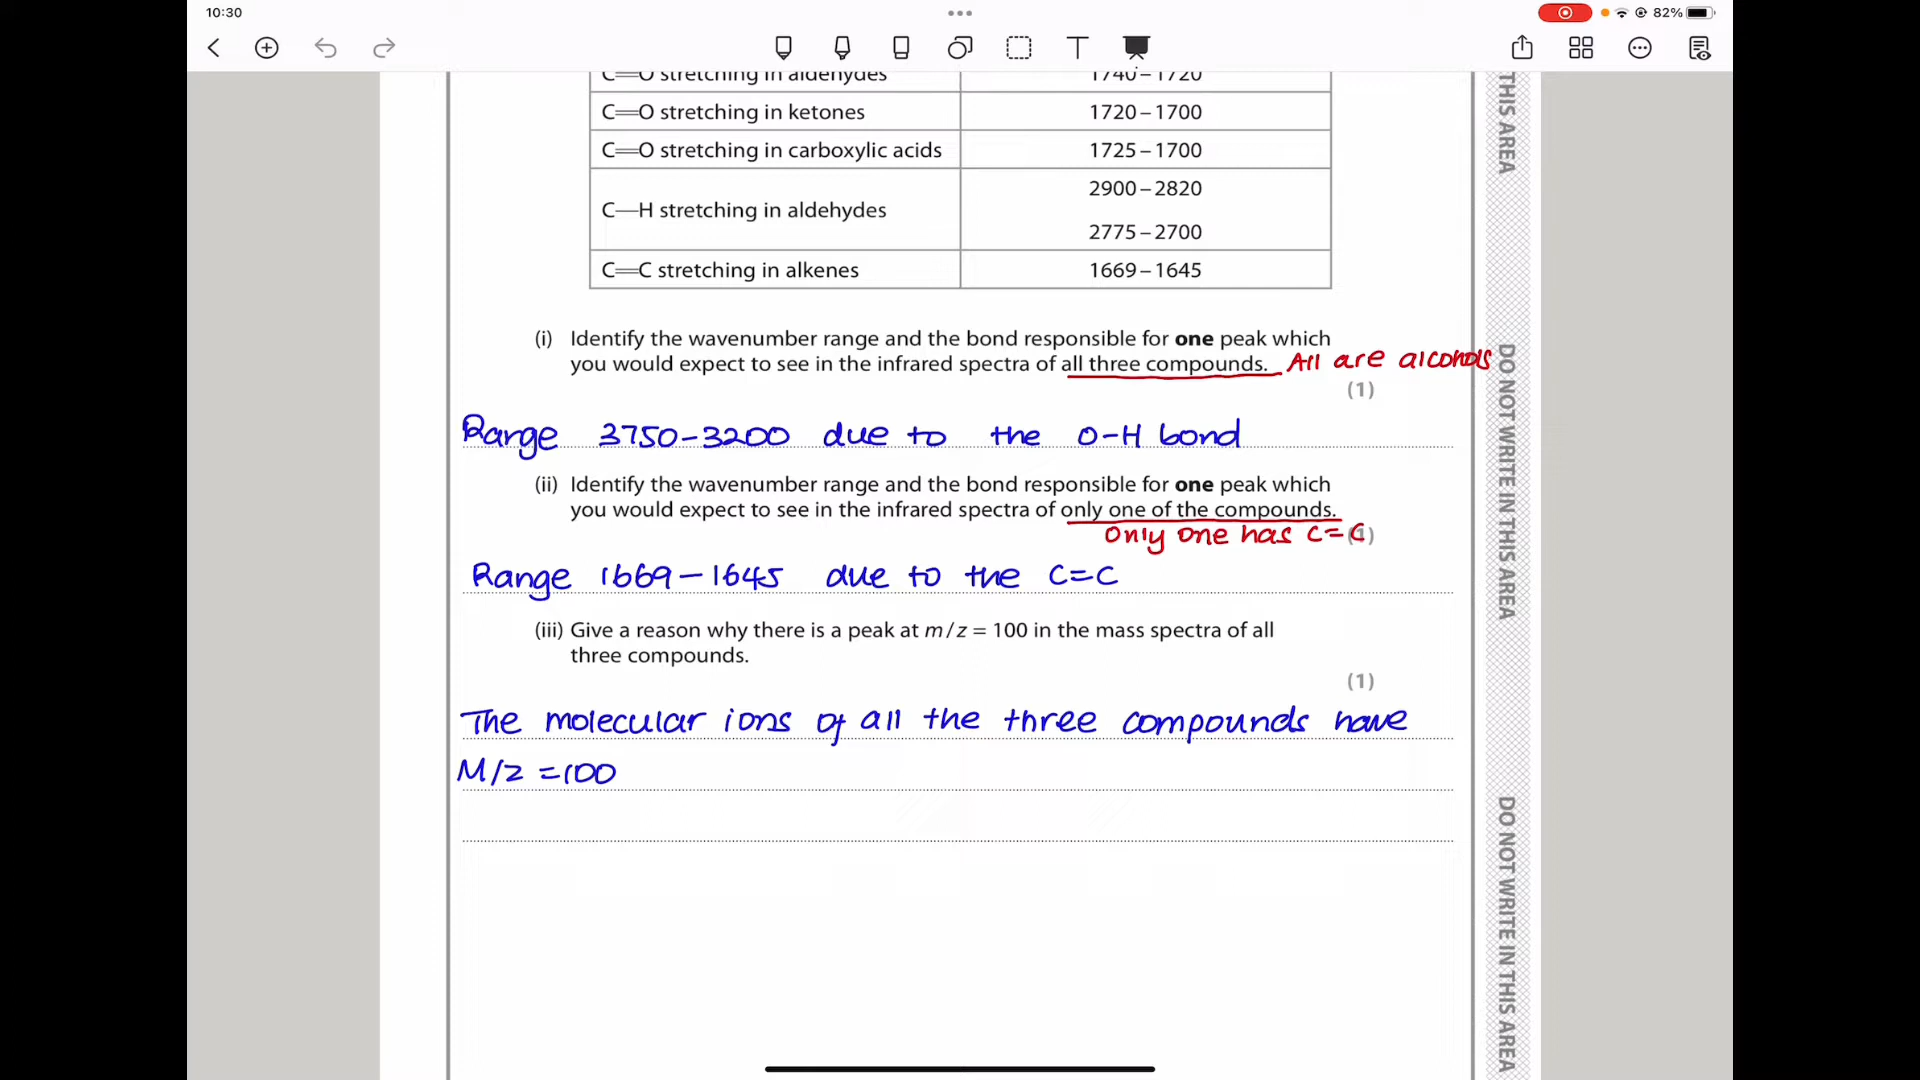 10:30
82%
C=O stretching in aldehydes 1740–1720
C=O stretching in ketones 1720–1700
C=O stretching in carboxylic acids 1725–1700
C—H stretching in aldehydes 2900–2820
2775–2700
C=C stretching in alkenes 1669–1645
(i) Identify the wavenumber range and the bond responsible for one peak which
you would expect to see in the infrared spectra of all three compounds. All are alcohols
(1)
Range 3750-3200 due to the O-H bond
(ii) Identify the wavenumber range and the bond responsible for one peak which
you would expect to see in the infrared spectra of only one of the compounds.
only one has C=C (1)
Range 1669-1645 due to the C=C
(iii) Give a reason why there is a peak at m/z = 100 in the mass spectra of all
three compounds.
(1)
The molecular ions of all the three compounds have
M/z =100
THIS AREA
DO NOT WRITE IN THIS AREA
DO NOT WRITE IN THIS AREA